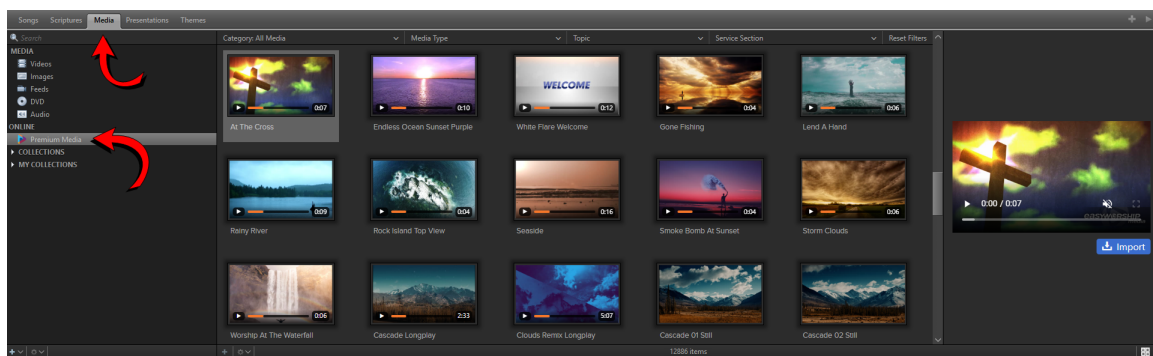 Songs Scriptures Media Presentations Themes
Search
Category: All Media Media Type Topic Service Section Reset Filters
MEDIA
Videos
Images
Feeds
DVD
Audio
ONLINE
Premium Media
COLLECTIONS
MY COLLECTIONS
0:07 0:10 WELCOME 0:12 0:04 0:06
At The Cross Endless Ocean Sunset Purple White Flare Welcome Gone Fishing Lend A Hand
0:09 0:04 0:16 0:04 0:06
Rainy River Rock Island Top View Seaside Smoke Bomb At Sunset Storm Clouds
0:06 2:33 5:07
Worship At The Waterfall Cascade Longplay Clouds Remix Longplay Cascade 01 Still Cascade 02 Still
0:00 / 0:07
easyworship
Import
12886 items